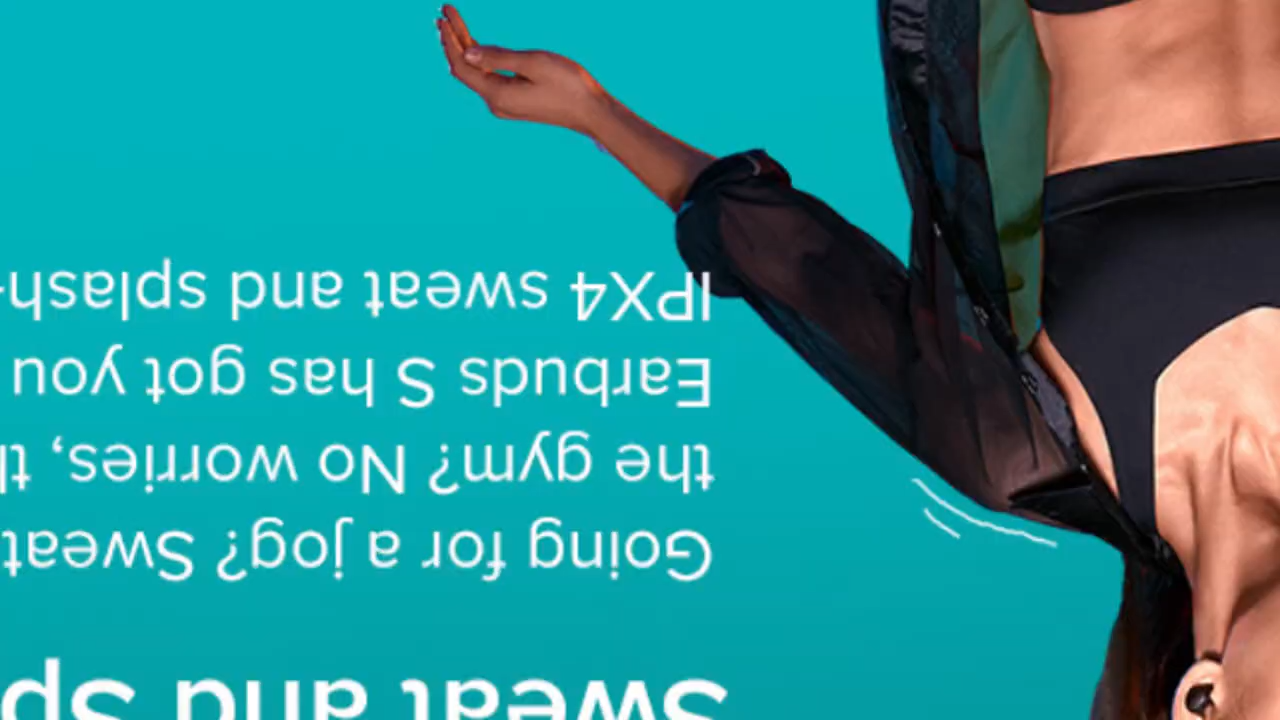 Sweat and Sp
Going for a jog? Sweat
the gym? No worries, th
Earbuds S has got you
IPX4 sweat and splash-